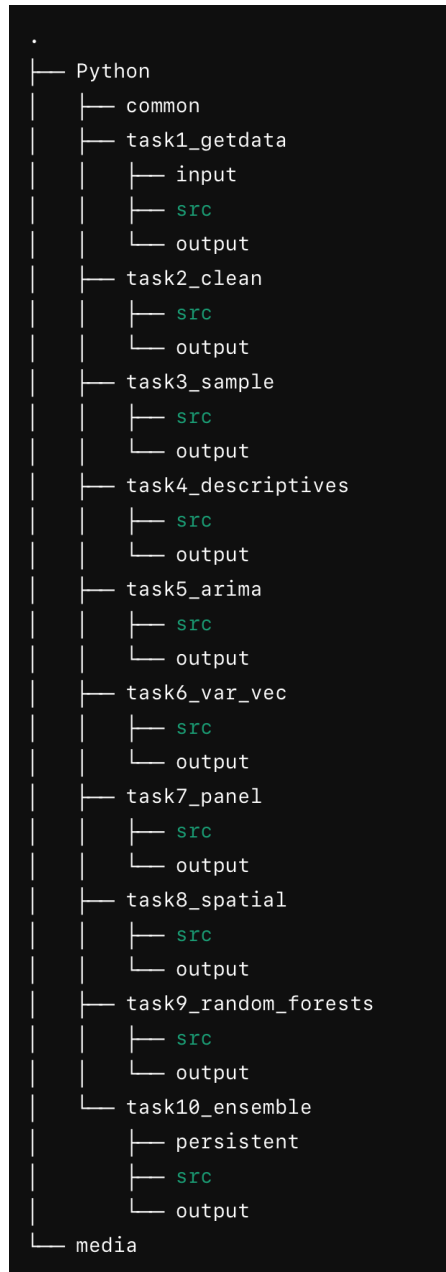 .
├── Python
│   ├── common
│   ├── task1_getdata
│   │   ├── input
│   │   ├── src
│   │   └── output
│   ├── task2_clean
│   │   ├── src
│   │   └── output
│   ├── task3_sample
│   │   ├── src
│   │   └── output
│   ├── task4_descriptives
│   │   ├── src
│   │   └── output
│   ├── task5_arima
│   │   ├── src
│   │   └── output
│   ├── task6_var_vec
│   │   ├── src
│   │   └── output
│   ├── task7_panel
│   │   ├── src
│   │   └── output
│   ├── task8_spatial
│   │   ├── src
│   │   └── output
│   ├── task9_random_forests
│   │   ├── src
│   │   └── output
│   └── task10_ensemble
│       ├── persistent
│       ├── src
│       └── output
└── media